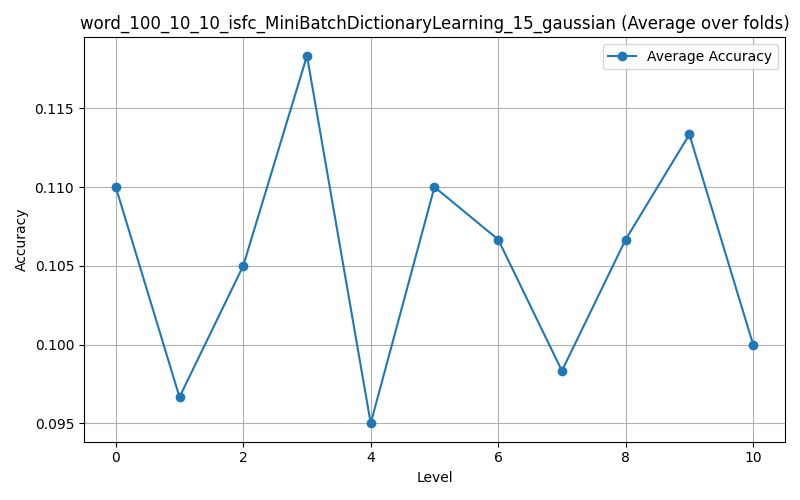 word_100_10_10_isfc_MiniBatchDictionaryLearning_15_gaussian (Average over folds)
Average Accuracy
0.115
0.110
0.105
0.100
0.095
Accuracy
0 2 4 6 8 10
Level